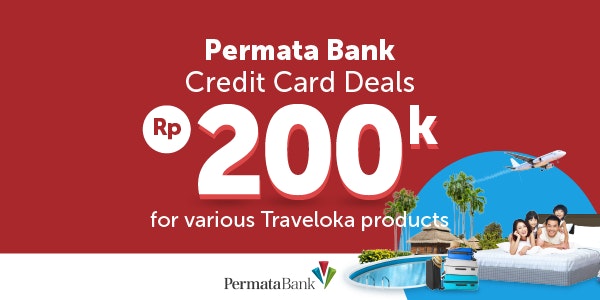 Permata Bank
Credit Card Deals
Rp 200k
for various Traveloka products
PermataBank